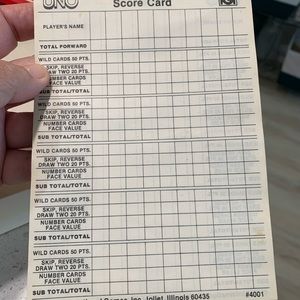 UNO Score Card
PLAYER'S NAME
TOTAL FORWARD
WILD CARDS 50 PTS.
SKIP, REVERSE
DRAW TWO 20 PTS.
NUMBER CARDS
FACE VALUE
SUB TOTAL/TOTAL
WILD CARDS 50 PTS.
SKIP, REVERSE
DRAW TWO 20 PTS.
NUMBER CARDS
FACE VALUE
SUB TOTAL/TOTAL
WILD CARDS 50 PTS.
SKIP, REVERSE
DRAW TWO 20 PTS.
NUMBER CARDS
FACE VALUE
SUB TOTAL/TOTAL
WILD CARDS 50 PTS.
SKIP, REVERSE
DRAW TWO 20 PTS.
NUMBER CARDS
FACE VALUE
SUB TOTAL/TOTAL
WILD CARDS 50 PTS.
SKIP, REVERSE
DRAW TWO 20 PTS.
NUMBER CARDS
FACE VALUE
SUB TOTAL/TOTAL
Games, Inc. Joliet, Illinois 60435 #4001